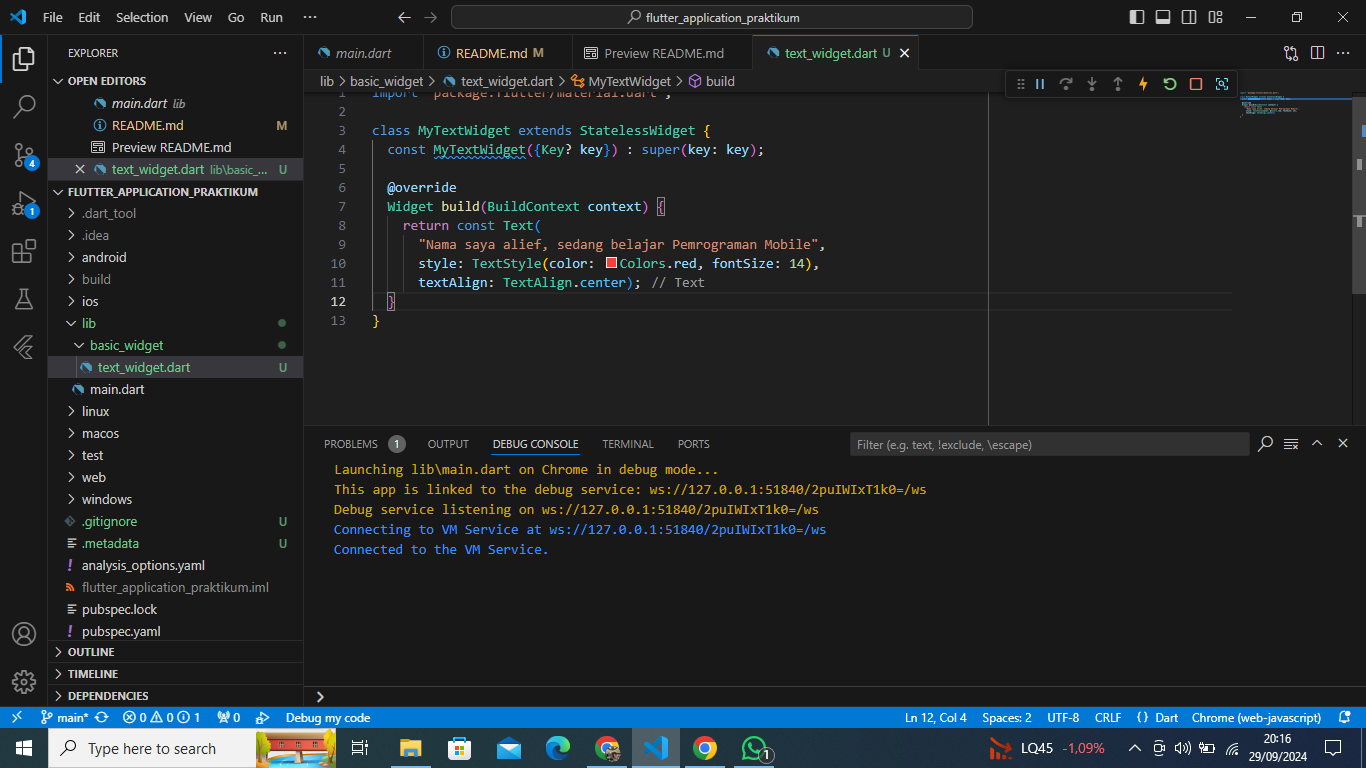 File Edit Selection View Go Run ···
flutter_application_praktikum
EXPLORER
OPEN EDITORS
main.dart lib
README.md M
Preview README.md
text_widget.dart lib\basic_... U
FLUTTER_APPLICATION_PRAKTIKUM
.dart_tool
.idea
android
build
ios
lib
basic_widget
text_widget.dart U
main.dart
linux
macos
test
web
windows
.gitignore U
.metadata U
analysis_options.yaml
flutter_application_praktikum.iml
pubspec.lock
pubspec.yaml
OUTLINE
TIMELINE
DEPENDENCIES
4
1
main.dart
README.md M
Preview README.md
text_widget.dart U
lib > basic_widget > text_widget.dart > MyTextWidget > build
1 import 'package:flutter/material.dart';
2
3 class MyTextWidget extends StatelessWidget {
4 const MyTextWidget({Key? key}) : super(key: key);
5
6 @override
7 Widget build(BuildContext context) {
8 return const Text(
9 "Nama saya alief, sedang belajar Pemrograman Mobile",
10 style: TextStyle(color: Colors.red, fontSize: 14),
11 textAlign: TextAlign.center); // Text
12 }
13 }
PROBLEMS 1 OUTPUT DEBUG CONSOLE TERMINAL PORTS
Filter (e.g. text, !exclude, \escape)
Launching lib\main.dart on Chrome in debug mode...
This app is linked to the debug service: ws://127.0.0.1:51840/2puIWIxT1k0=/ws
Debug service listening on ws://127.0.0.1:51840/2puIWIxT1k0=/ws
Connecting to VM Service at ws://127.0.0.1:51840/2puIWIxT1k0=/ws
Connected to the VM Service.
main* 0 0 1 0 Debug my code
Ln 12, Col 4 Spaces: 2 UTF-8 CRLF {} Dart Chrome (web-javascript)
Type here to search
1
LQ45 -1,09%
20:16
29/09/2024